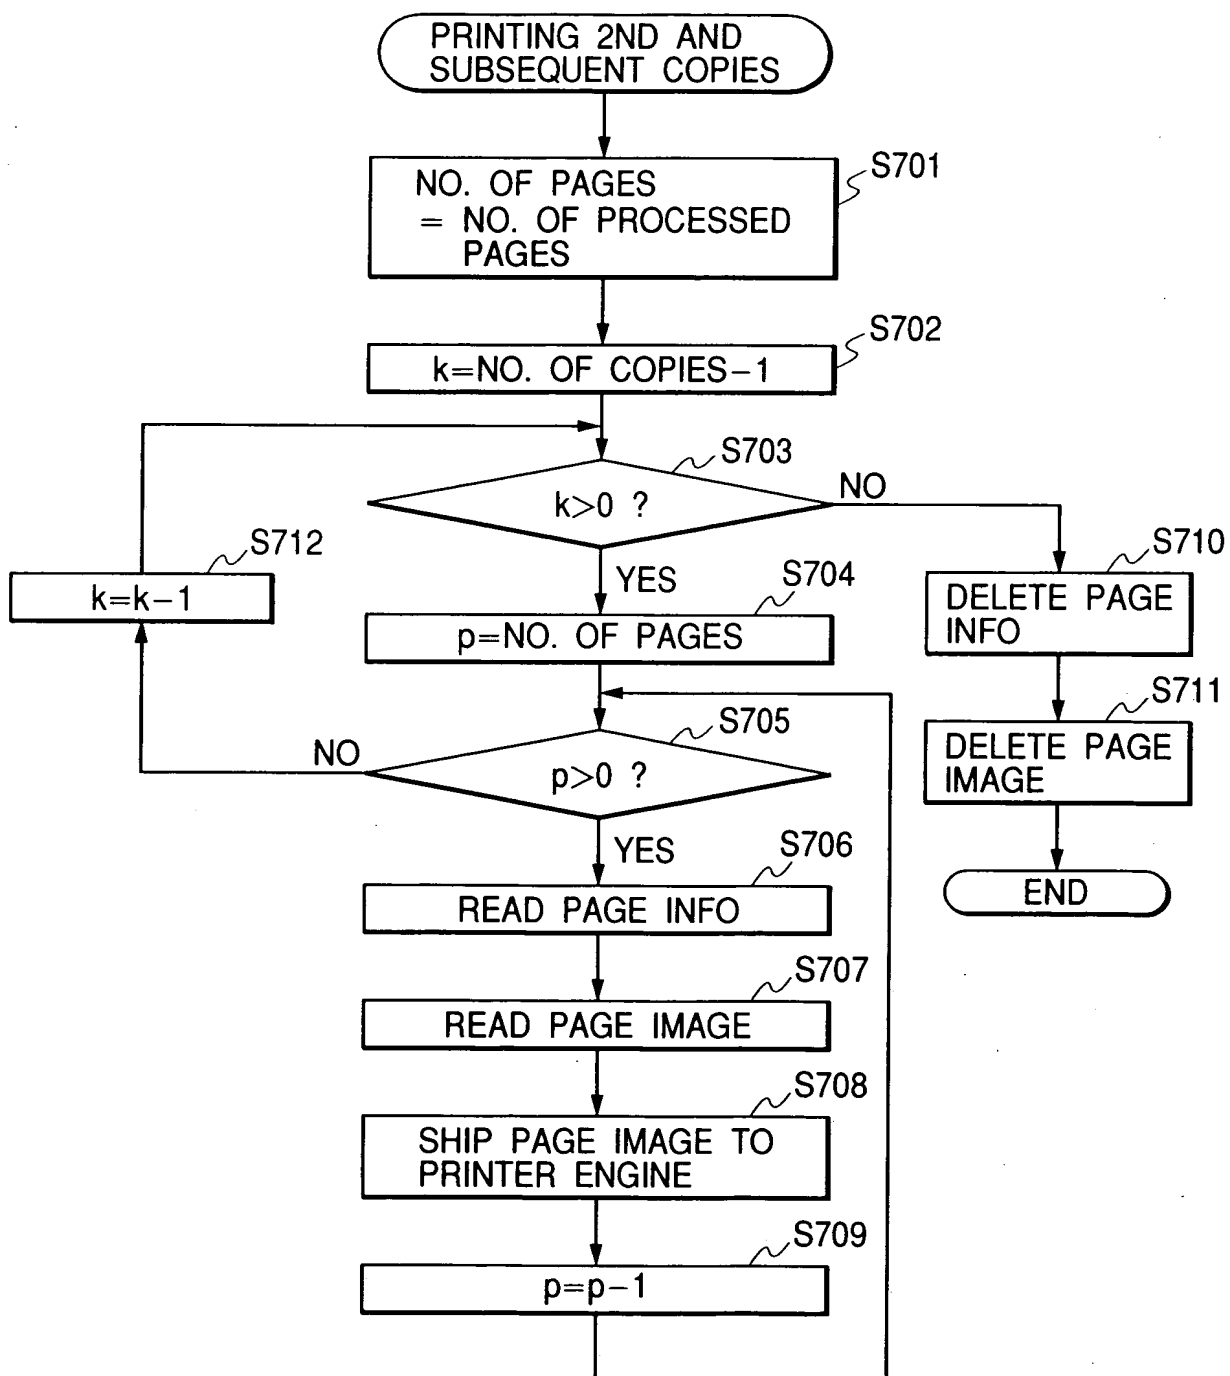 PRINTING 2ND AND
SUBSEQUENT COPIES
S701
NO. OF PAGES
= NO. OF PROCESSED
PAGES
S702
k=NO. OF COPIES-1
S703
k>0 ?
NO
YES
S712
k=k-1
S704
p=NO. OF PAGES
S710
DELETE PAGE
INFO
S705
p>0 ?
NO
YES
S711
DELETE PAGE
IMAGE
END
S706
READ PAGE INFO
S707
READ PAGE IMAGE
S708
SHIP PAGE IMAGE TO
PRINTER ENGINE
S709
p=p-1